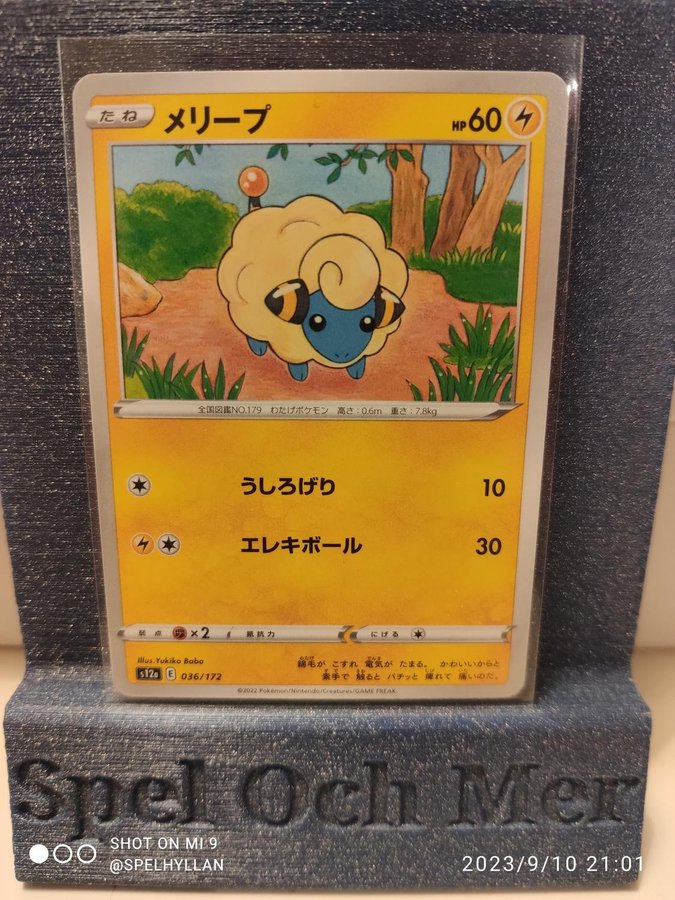 たね メリープ HP60
全国図鑑NO.179 わたげポケモン 高さ:0.6m 重さ:7.8kg
うしろげり 10
エレキボール 30
弱点 ×2 抵抗力 にげる
Illus.Yukiko Baba
綿毛が こすれ 電気が たまる。 かわいいからと
素手で 触ると パチッと 痺れて 痛いのだ。
s12a E 036/172
©2022 Pokémon/Nintendo/Creatures/GAME FREAK.
Spel Och Mer
SHOT ON MI 9
@SPELHYLLAN
2023/9/10 21:01